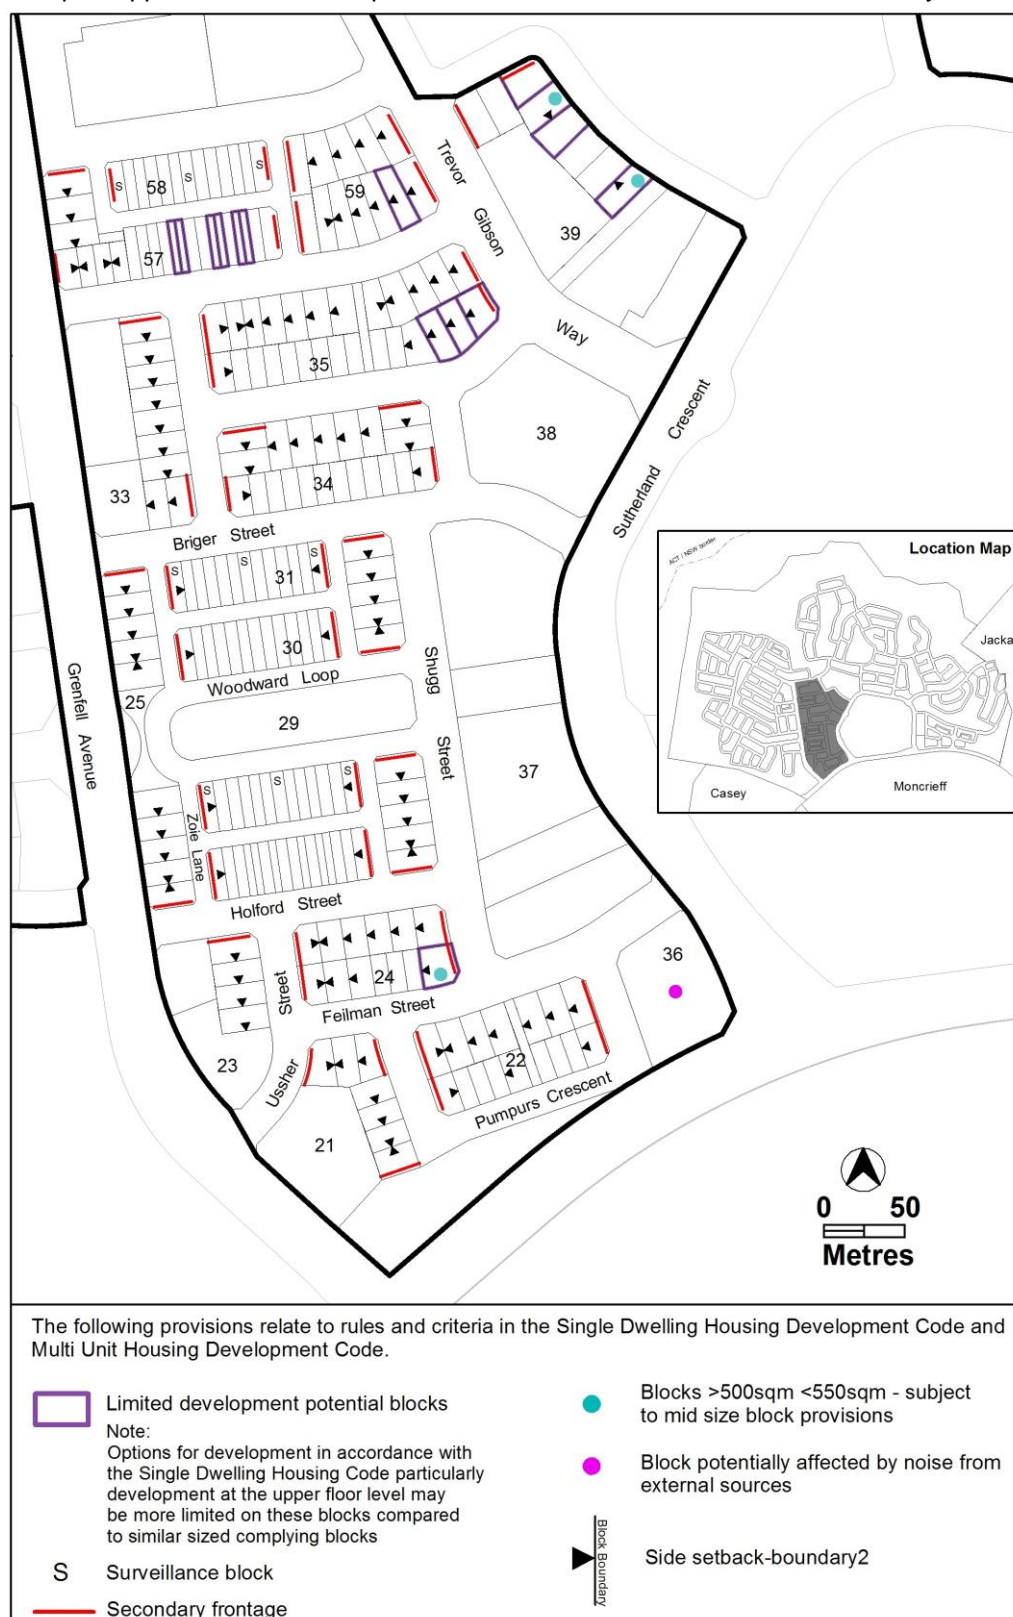 58
S
S
S
59
57
39
Trevor
Gibson
Way
35
38
34
33
Briger Street
Sutherland
Crescent
S
S
S
31
30
Woodward Loop
25
29
Grenfell Avenue
Shugg
Street
37
S
S
S
Zoie Lane
Holford Street
24
Feilman Street
36
23
Ussher
Street
22
Pumpurs Crescent
21
Location Map
ACT / NSW border
Jacka
Casey
Moncrieff
0 50
Metres
The following provisions relate to rules and criteria in the Single Dwelling Housing Development Code and
Multi Unit Housing Development Code.
Limited development potential blocks
Note:
Options for development in accordance with
the Single Dwelling Housing Code particularly
development at the upper floor level may
be more limited on these blocks compared
to similar sized complying blocks
S Surveillance block
Secondary frontage
Blocks >500sqm <550sqm - subject
to mid size block provisions
Block potentially affected by noise from
external sources
Block Boundary
Side setback-boundary2